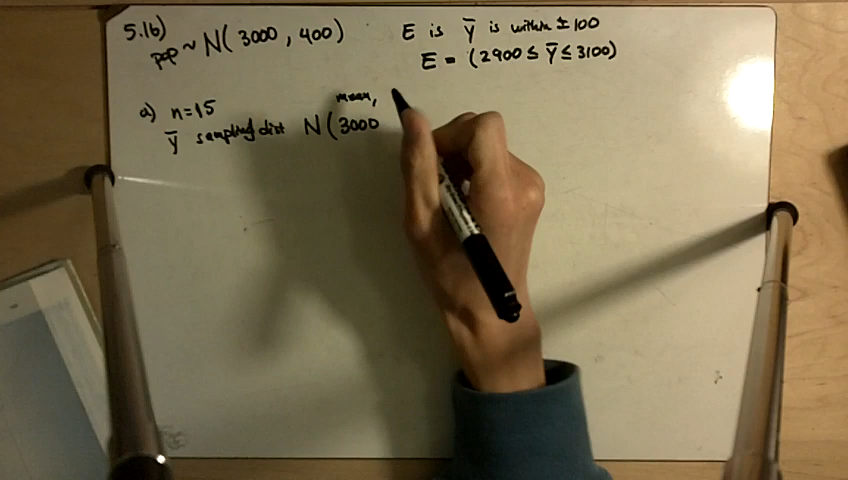 5.16)
pop ~ N( 3000 , 400 )
E is ȳ is within ± 100
E = ( 2900 ≤ ȳ ≤ 3100 )
a) n = 15
mean,
ȳ sampling dist N( 3000